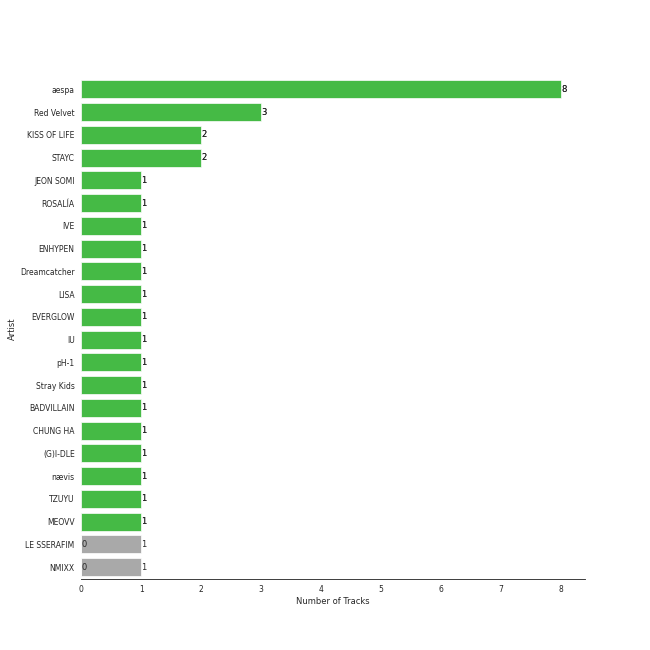 aespa 8
Red Velvet 3
KISS OF LIFE 2
STAYC 2
JEON SOMI 1
ROSALÍA 1
IVE 1
ENHYPEN 1
Dreamcatcher 1
LISA 1
EVERGLOW 1
IU 1
pH-1 1
Stray Kids 1
BADVILLAIN 1
CHUNG HA 1
(G)I-DLE 1
nævis 1
TZUYU 1
MEOVV 1
LE SSERAFIM 0 1
NMIXX 0 1
Artist
0 1 2 3 4 5 6 7 8
Number of Tracks